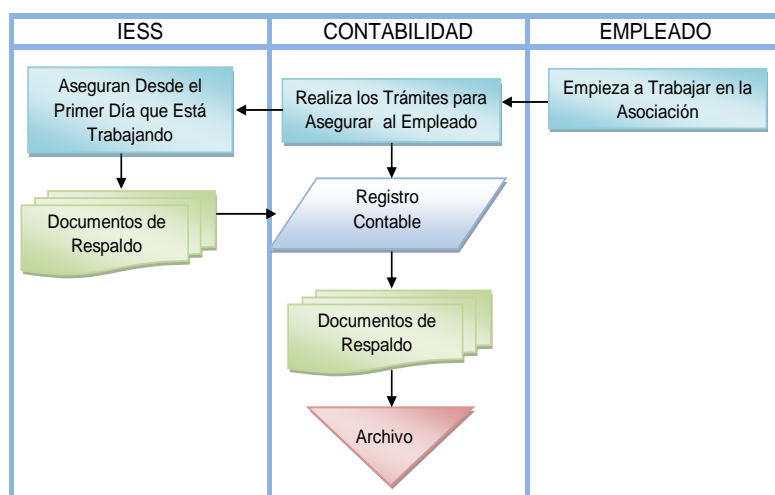 IESS
CONTABILIDAD
EMPLEADO
Aseguran Desde el
Primer Día que Está
Trabajando
Realiza los Trámites para
Asegurar al Empleado
Empieza a Trabajar en la
Asociación
Documentos de
Respaldo
Registro
Contable
Documentos de
Respaldo
Archivo